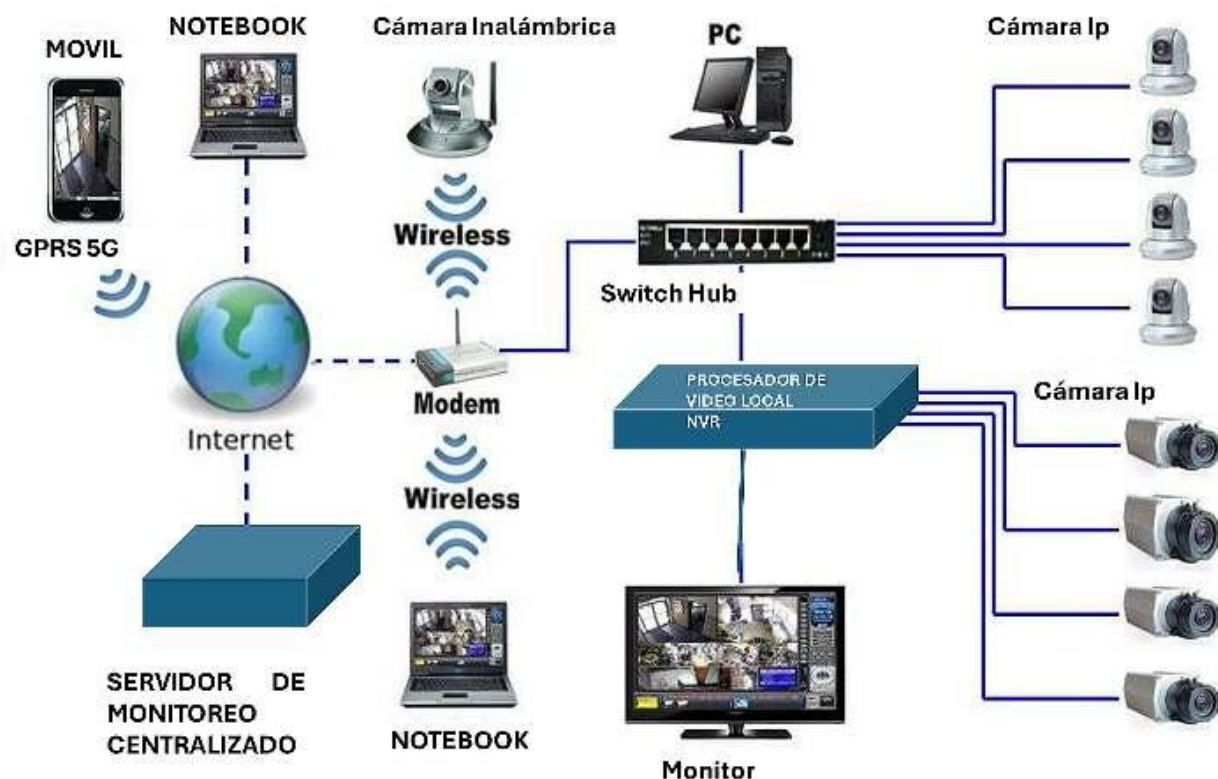 NOTEBOOK
Cámara Inalámbrica
PC
Cámara Ip
MOVIL
GPRS 5G
Wireless
Switch Hub
Modem
PROCESADOR DE
VIDEO LOCAL
NVR
Cámara Ip
Internet
Wireless
SERVIDOR DE
MONITOREO
CENTRALIZADO
NOTEBOOK
Monitor